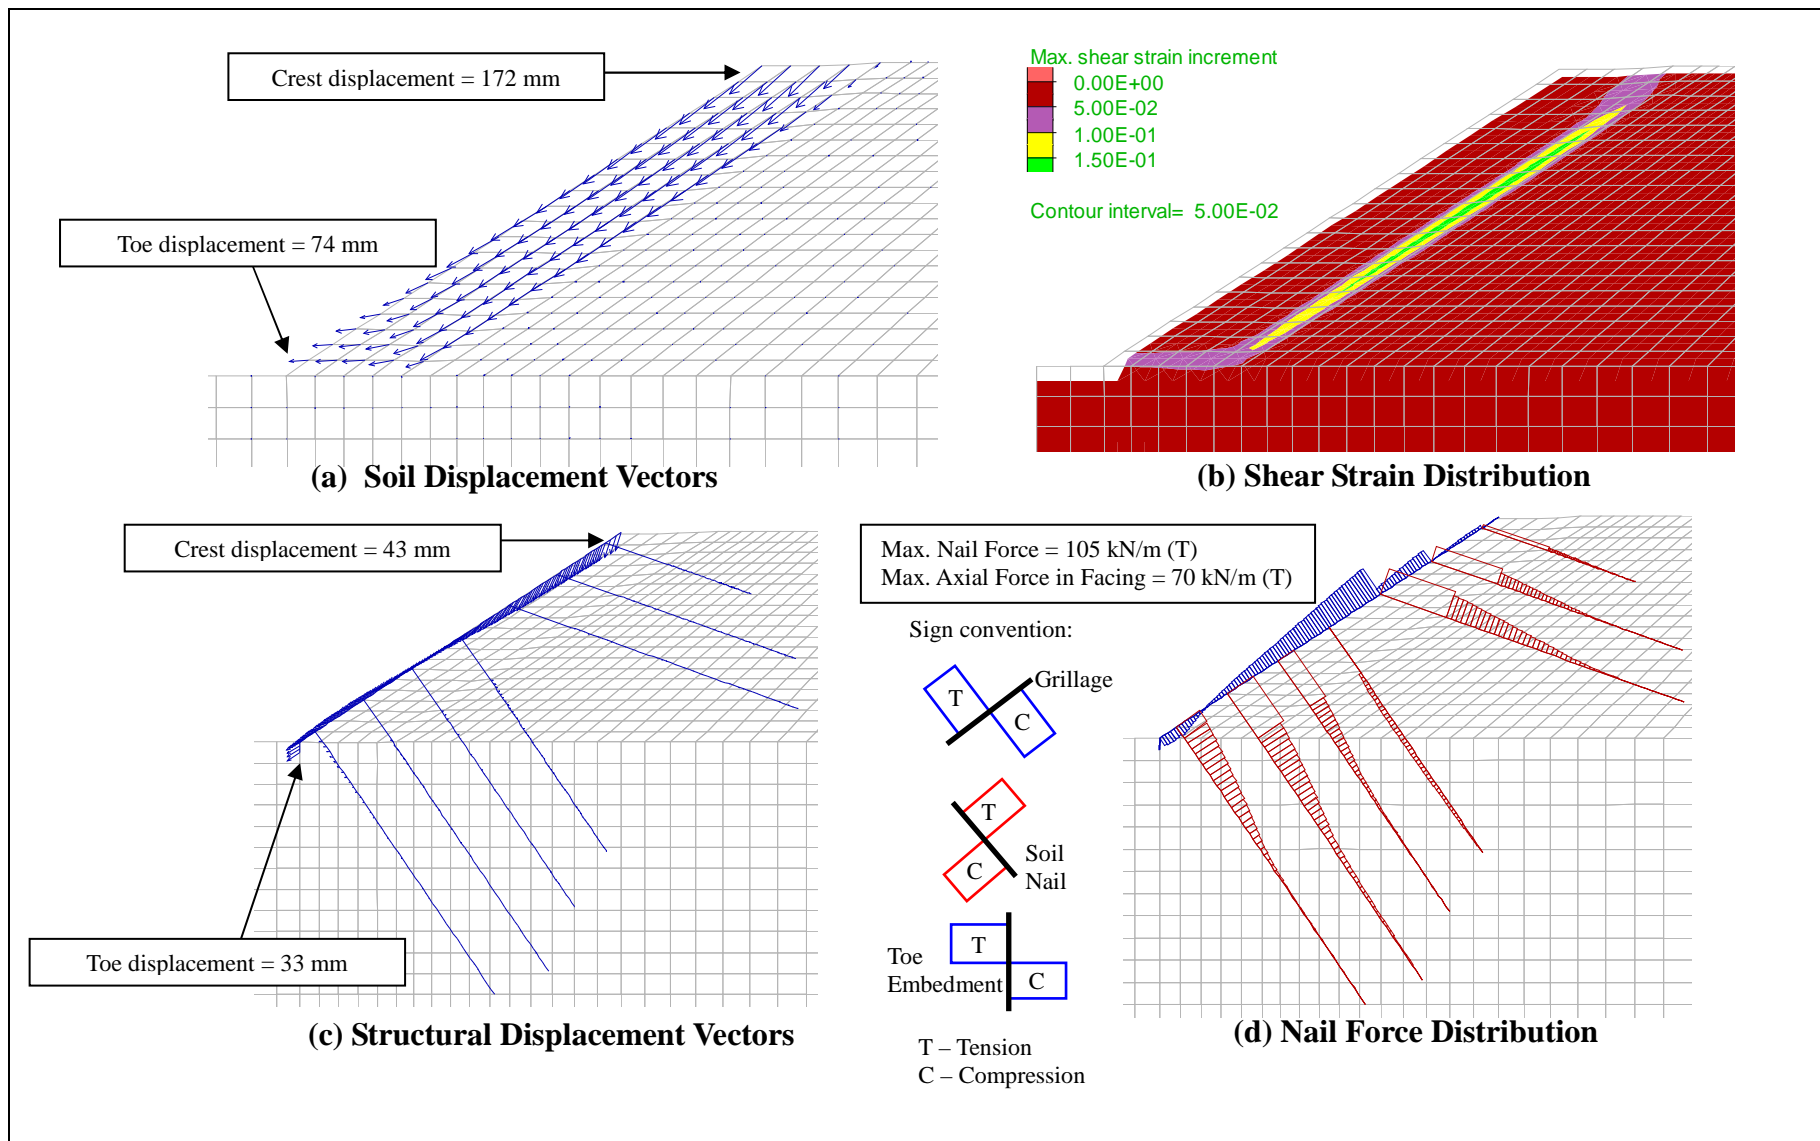 Crest displacement = 172 mm
Toe displacement = 74 mm
(a) Soil Displacement Vectors
Max. shear strain increment
0.00E+00
5.00E-02
1.00E-01
1.50E-01
Contour interval= 5.00E-02
(b) Shear Strain Distribution
Crest displacement = 43 mm
Toe displacement = 33 mm
(c) Structural Displacement Vectors
Max. Nail Force = 105 kN/m (T)
Max. Axial Force in Facing = 70 kN/m (T)
Sign convention:
Grillage
T
C
T
C
Soil
Nail
Toe
Embedment
T
C
T – Tension
C – Compression
(d) Nail Force Distribution